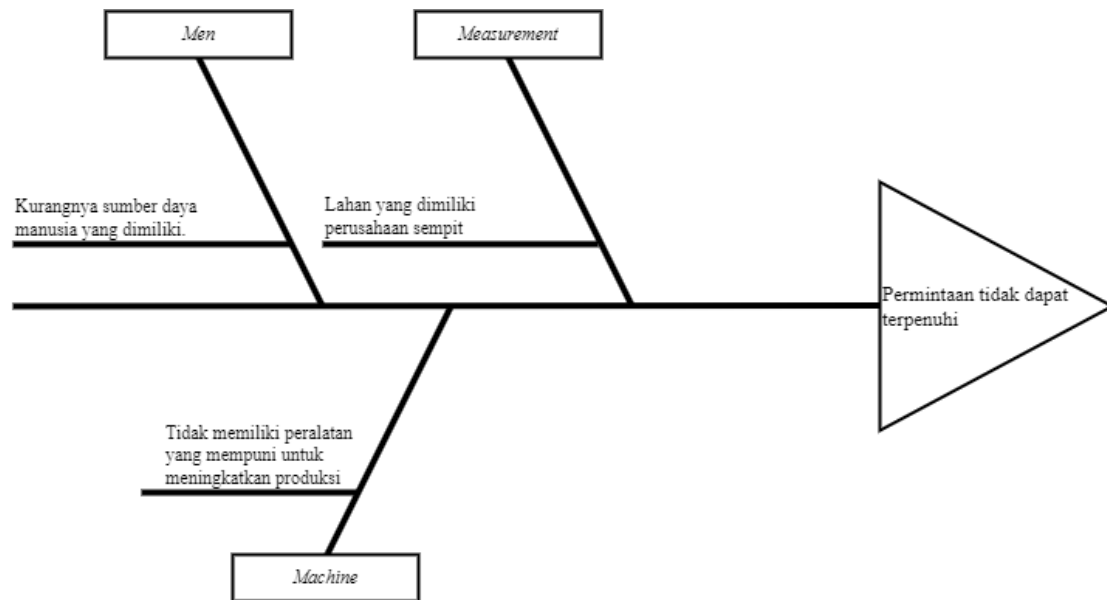 Men
Measurement
Kurangnya sumber daya
manusia yang dimiliki.
Lahan yang dimiliki
perusahaan sempit
Permintaan tidak dapat
terpenuhi
Tidak memiliki peralatan
yang mempuni untuk
meningkatkan produksi
Machine